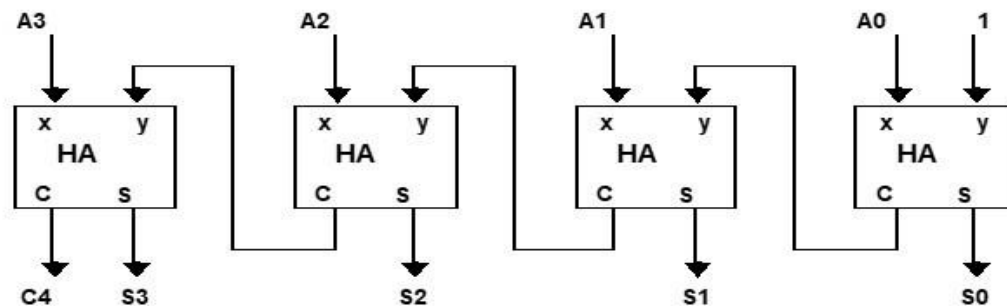 A3 A2 A1 A0 1
x y x y x y x y
HA HA HA HA
C S C S C S C S
C4 S3 S2 S1 S0